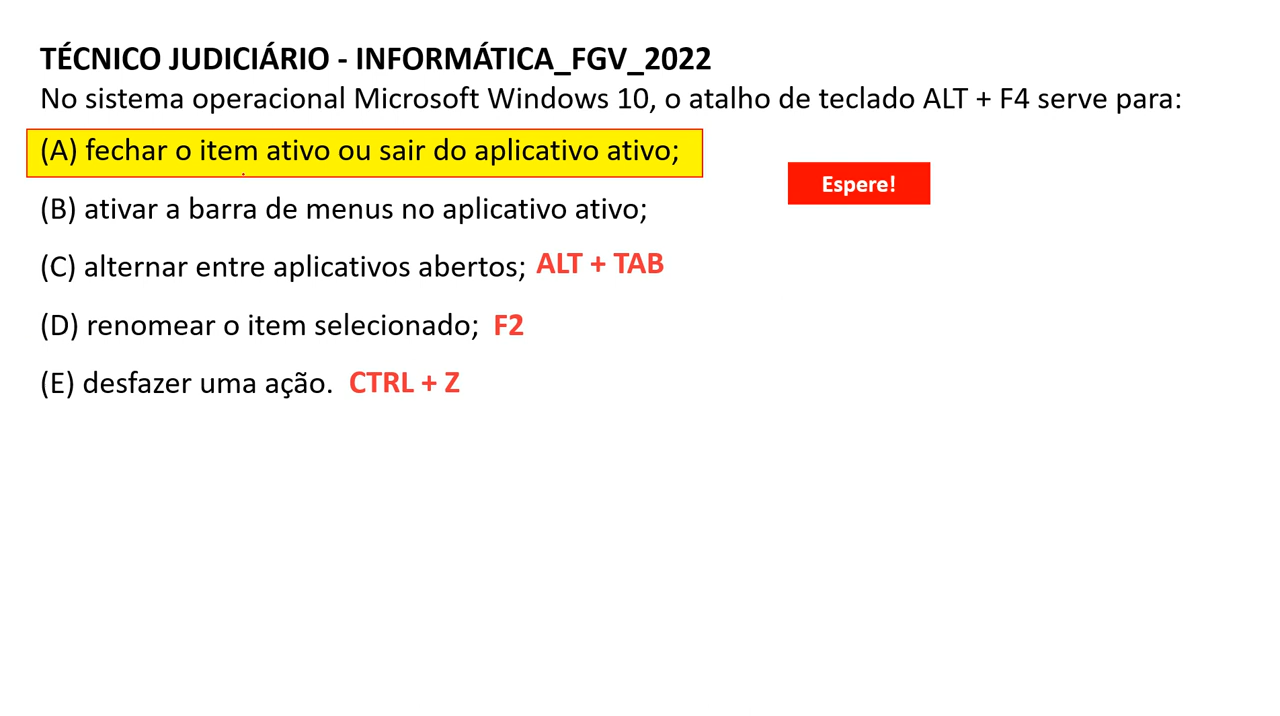 TÉCNICO JUDICIÁRIO - INFORMÁTICA_FGV_2022
No sistema operacional Microsoft Windows 10, o atalho de teclado ALT + F4 serve para:
(A) fechar o item ativo ou sair do aplicativo ativo;
Espere!
(B) ativar a barra de menus no aplicativo ativo;
(C) alternar entre aplicativos abertos; ALT + TAB
(D) renomear o item selecionado; F2
(E) desfazer uma ação. CTRL + Z